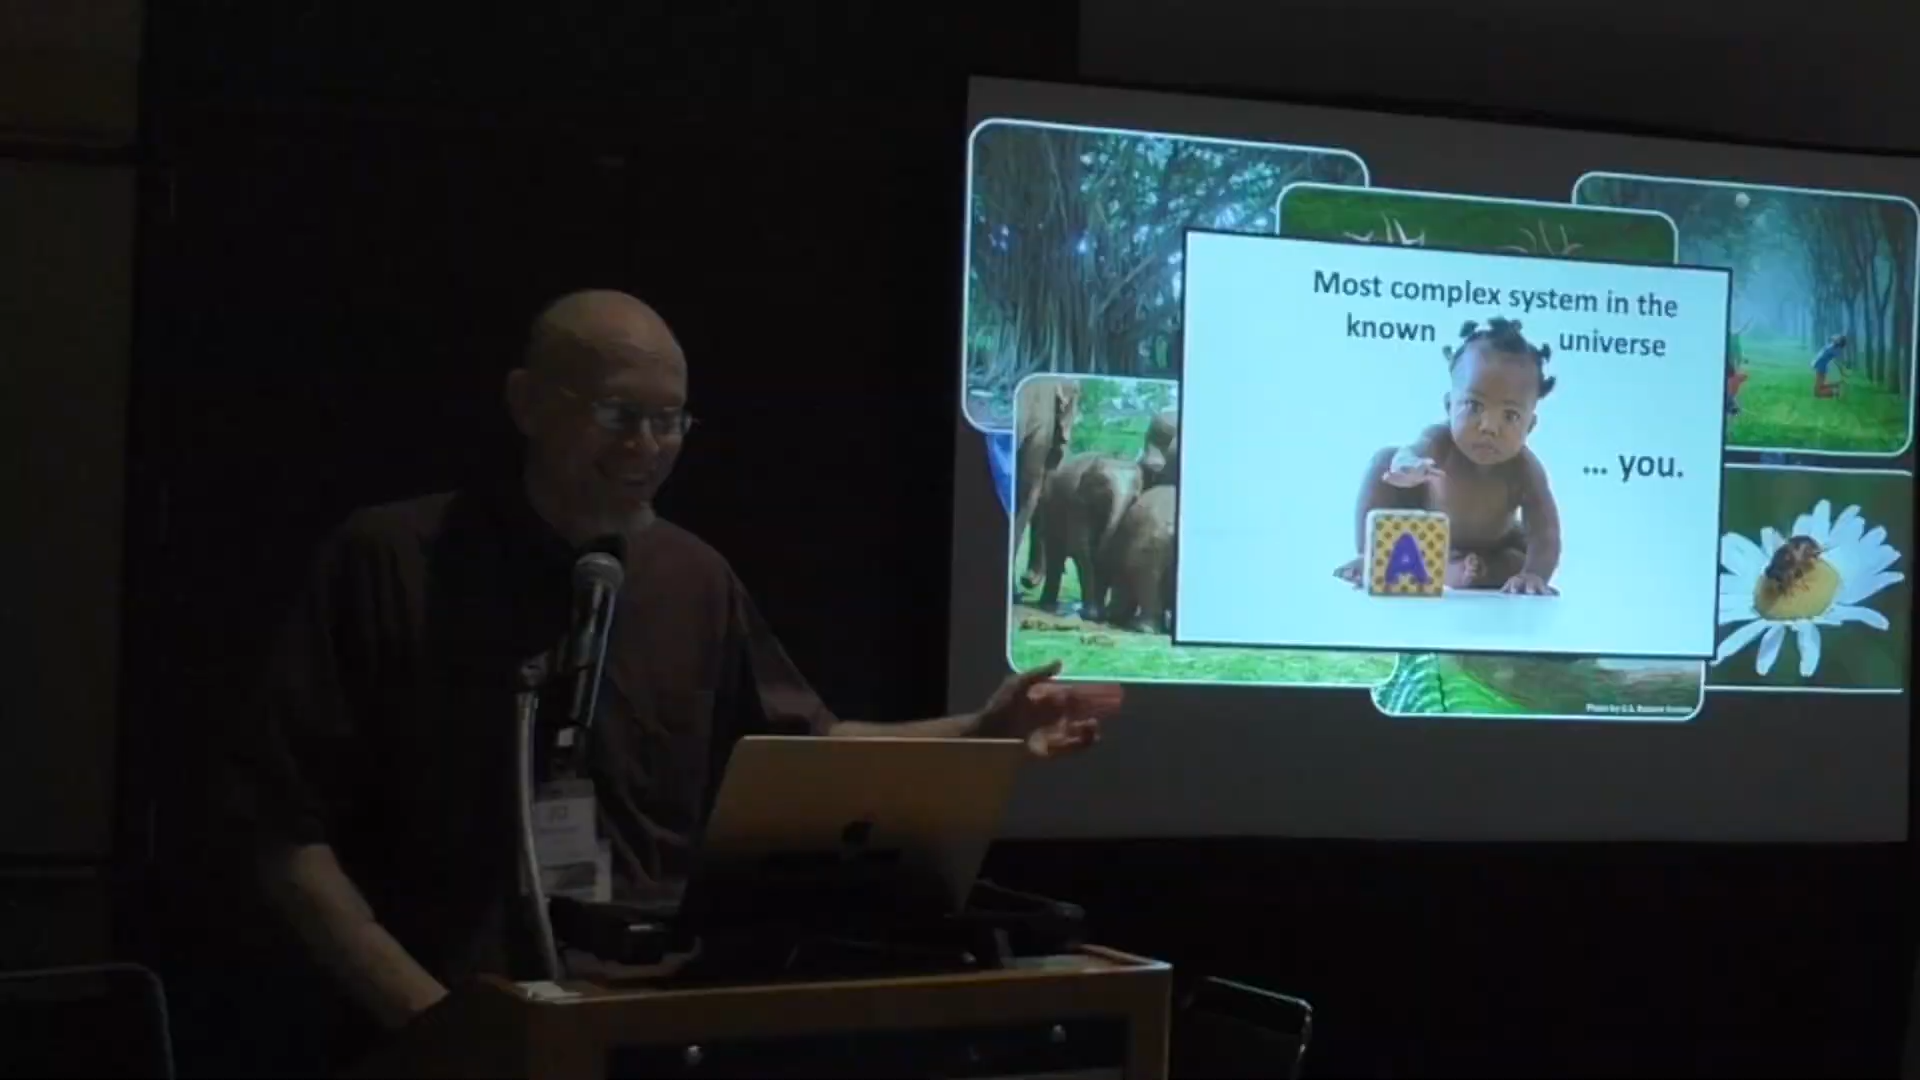 Most complex system in the
known universe
... you.
A